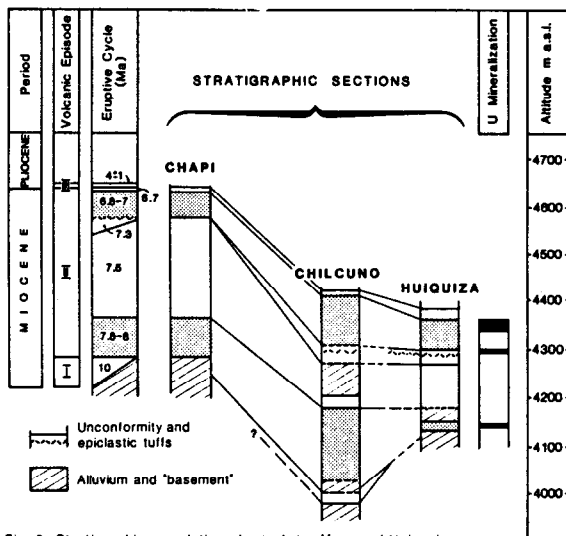 Period
Volcanic Episode
Eruptive Cycle
(Ma)
STRATIGRAPHIC SECTIONS
U Mineralization
Altitude m a.s.l.
PLIOCENE
MIOCENE
III
II
I
4-1
6.7
6.8-7
7.3
7.5
7.8-8
10
CHAPI
CHILCUNO
HUIQUIZA
4700
4600
4400
4300
4200
4100
4000
?
Unconformity and
epiclastic tuffs
Alluvium and "basement"